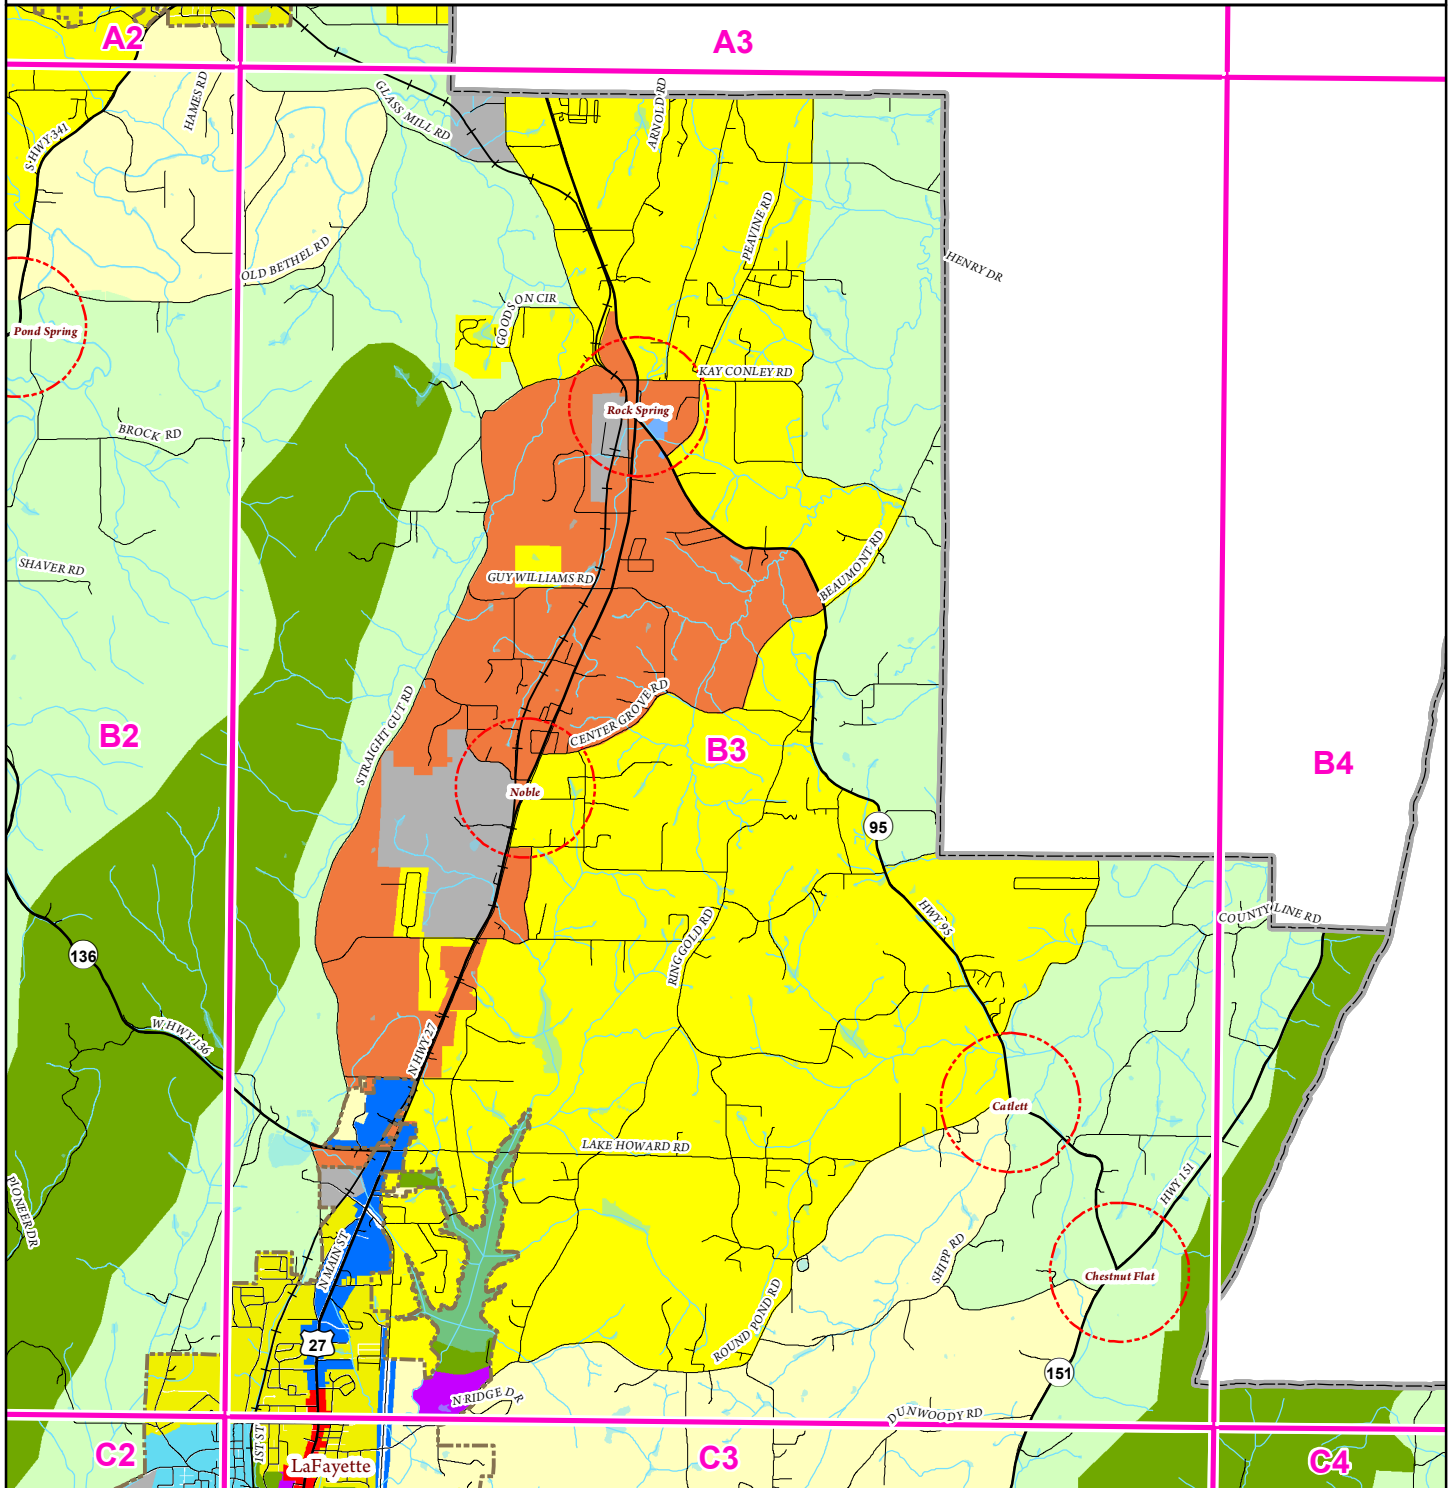 A2
A3
HAMES RD
GLASS MILL RD
ARNOLD RD
S HWY 341
PEAVINE RD
OLD BETHEL RD
HENRY DR
GOODSON CIR
Pond Spring
KAY CONLEY RD
Rock Spring
BROCK RD
SHAVER RD
GUY WILLIAMS RD
BEAUMONT RD
STRAIGHT GUT RD
CENTER GROVE RD
B2
B3
B4
Noble
95
HWY 95
COUNTY LINE RD
RINGGOLD RD
136
W HWY 136
N HWY 27
Catlett
LAKE HOWARD RD
HWY 151
PIONEER DR
N MAIN ST
SHIPP RD
Chestnut Flat
ROUND POND RD
27
151
N RIDGE DR
DUNWOODY RD
1ST ST
C2
C3
C4
LaFayette